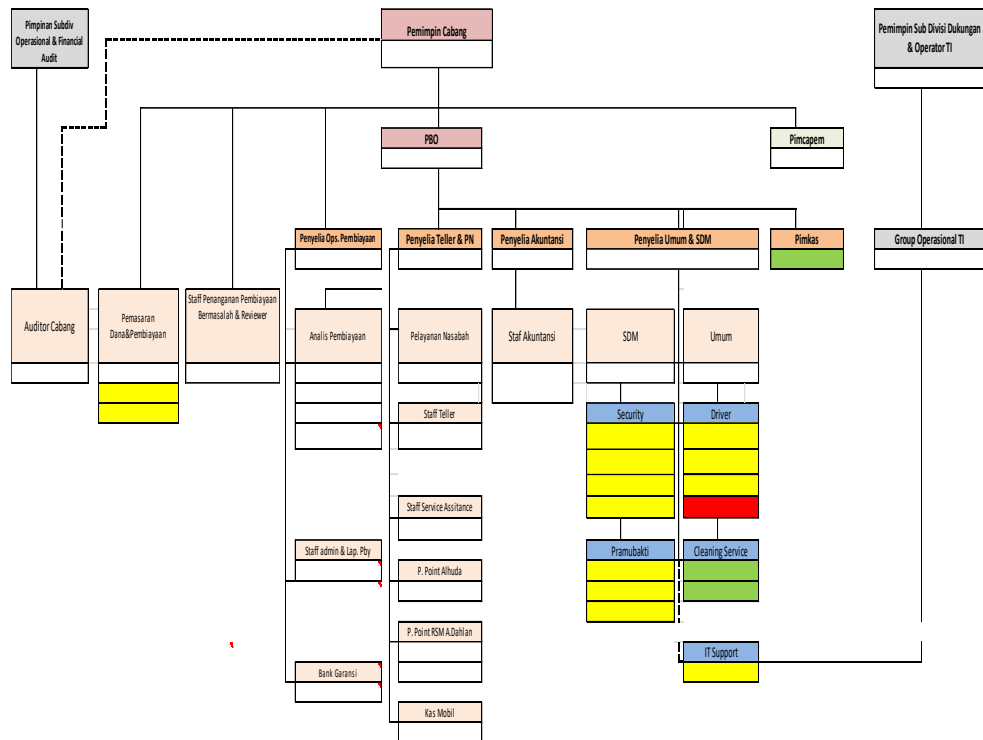 Pimpinan Subdiv
Operasional & Financial
Audit
Pemimpin Cabang
Pemimpin Sub Divisi Dukungan
& Operator TI
PBO
Pimcapem
Penyelia Ops. Pembiayaan
Penyelia Teller & PN
Penyelia Akuntansi
Penyelia Umum & SDM
Pimkas
Group Operasional TI
Auditor Cabang
Pemasaran
Dana&Pembiayaan
Staff Penanganan Pembiayaan
Bermasalah & Reviewer
Analis Pembiayaan
Pelayanan Nasabah
Staf Akuntansi
SDM
Umum
Staff Teller
Security
Driver
Staff Service Assitance
Staff admin & Lap. Pby
Pramubakti
Cleaning Service
P. Point Alhuda
P. Point RSM A.Dahlan
IT Support
Bank Garansi
Kas Mobil